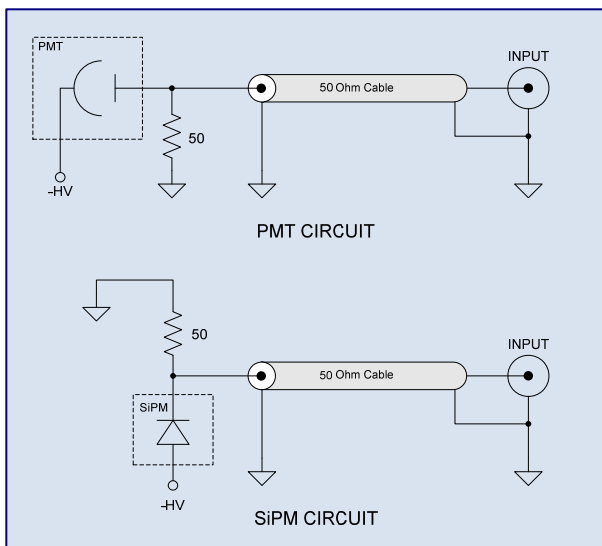 PMT
INPUT
50 Ohm Cable
50
-HV
PMT CIRCUIT
50
INPUT
50 Ohm Cable
SiPM
-HV
SiPM CIRCUIT